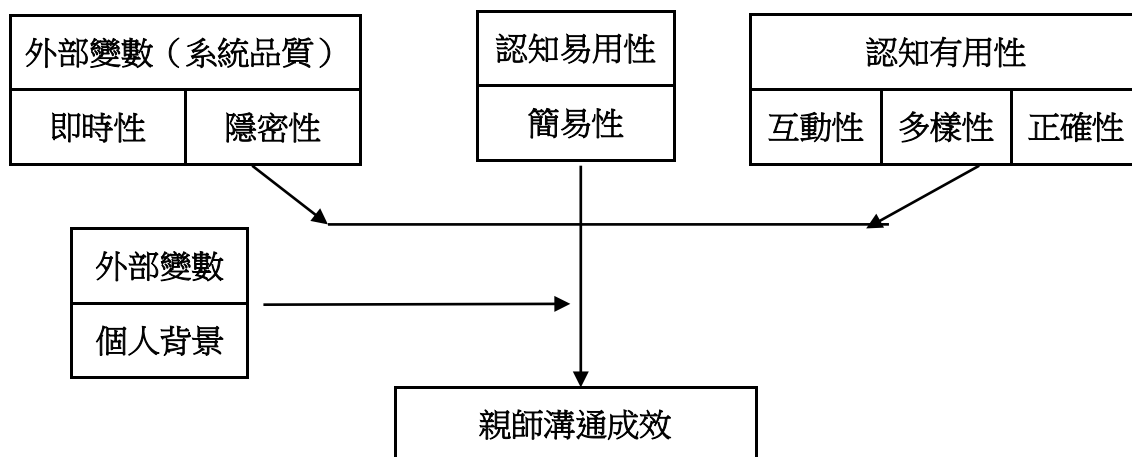 外部變數（系統品質）
即時性
隱密性
認知易用性
簡易性
認知有用性
互動性
多樣性
正確性
外部變數
個人背景
親師溝通成效